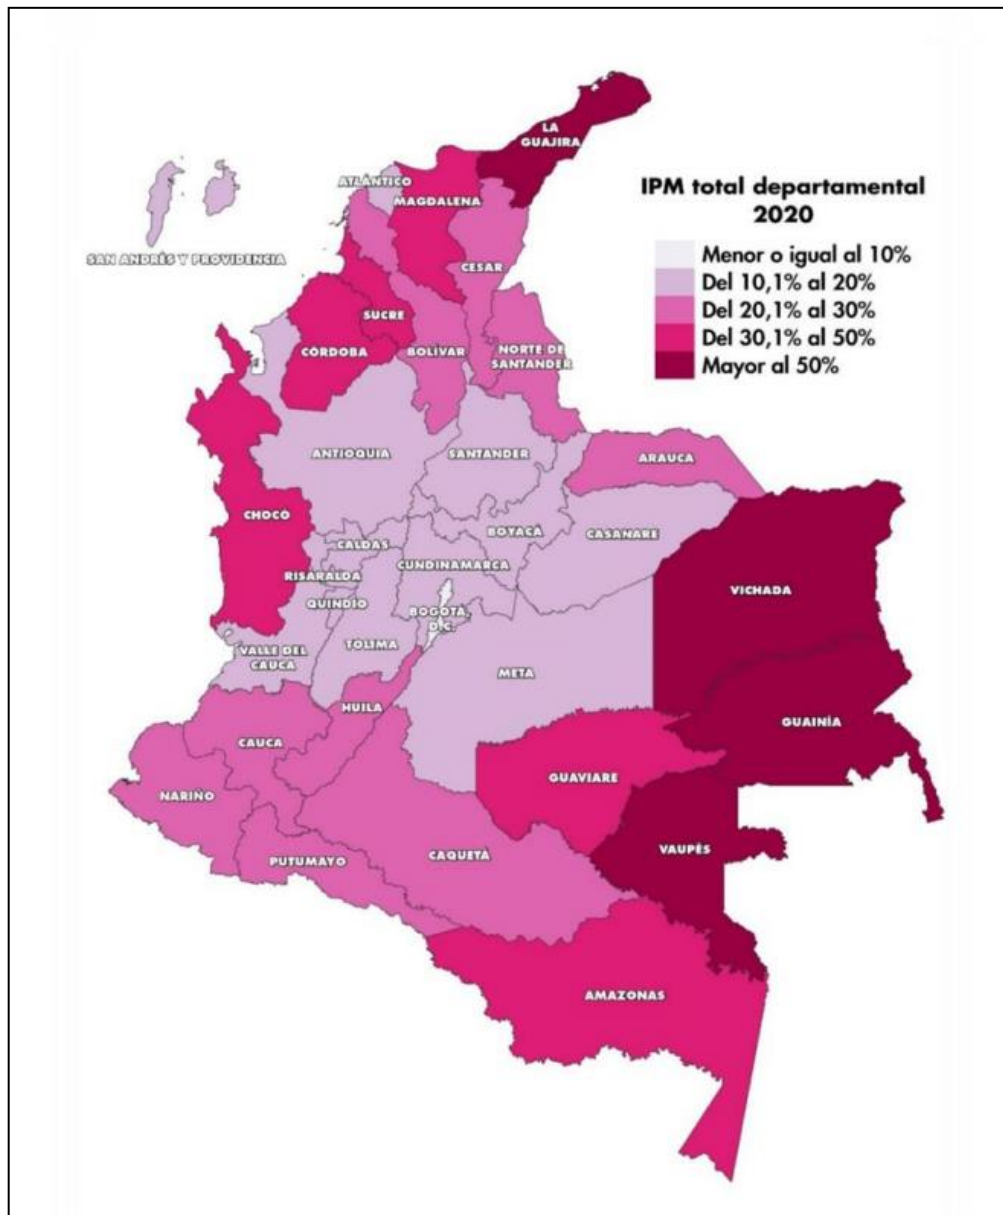 IPM total departamental
2020
Menor o igual al 10%
Del 10,1% al 20%
Del 20,1% al 30%
Del 30,1% al 50%
Mayor al 50%
LA
GUAJIRA
ATLÁNTICO
MAGDALENA
SAN ANDRÉS Y PROVIDENCIA
CESAR
SUCRE
CÓRDOBA
BOLÍVAR
NORTE DE
SANTANDER
ANTIOQUIA
SANTANDER
ARAUCA
CHOCÓ
BOYACÁ
CASANARE
CALDAS
CUNDINAMARCA
RISARALDA
VICHADA
QUINDÍO
BOGOTÁ,
D.C.
TOLIMA
VALLE DEL
CAUCA
META
HUILA
GUAINÍA
CAUCA
GUAVIARE
NARIÑO
VAUPÉS
CAQUETÁ
PUTUMAYO
AMAZONAS